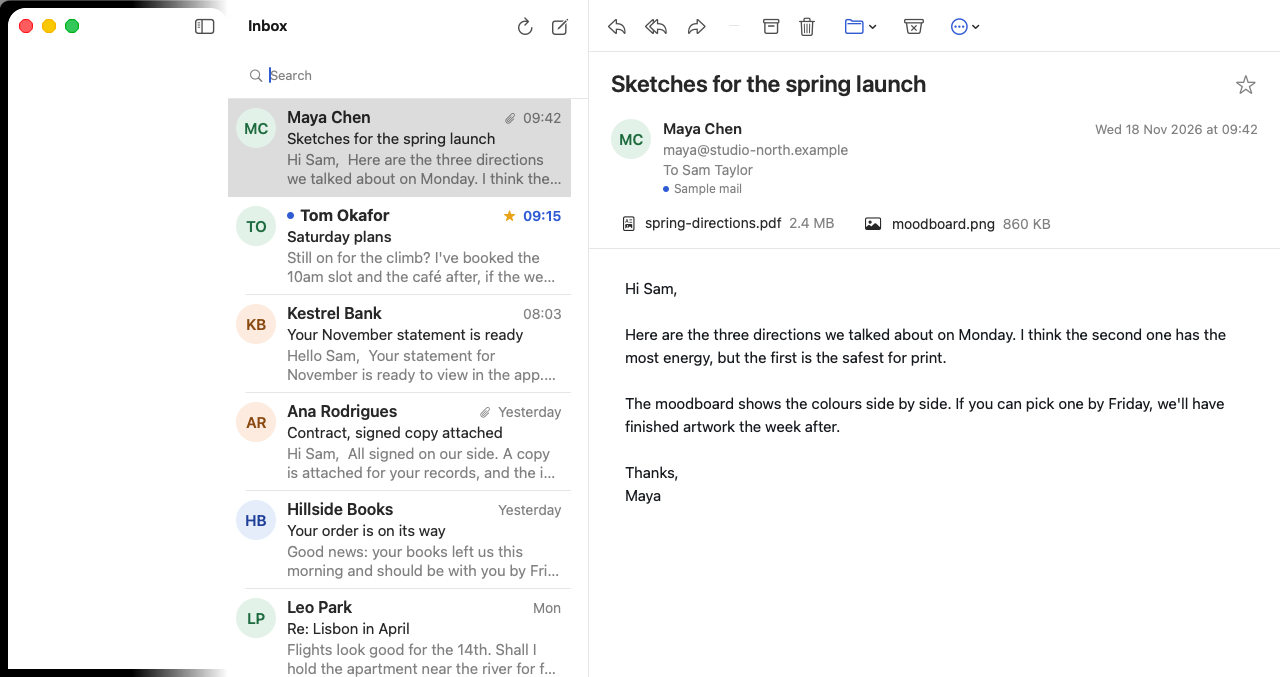 Inbox
Search
MC
Maya Chen 09:42
Sketches for the spring launch
Hi Sam, Here are the three directions
we talked about on Monday. I think the...
TO
Tom Okafor 09:15
Saturday plans
Still on for the climb? I've booked the
10am slot and the café after, if the we...
KB
Kestrel Bank 08:03
Your November statement is ready
Hello Sam, Your statement for
November is ready to view in the app....
AR
Ana Rodrigues Yesterday
Contract, signed copy attached
Hi Sam, All signed on our side. A copy
is attached for your records, and the i...
HB
Hillside Books Yesterday
Your order is on its way
Good news: your books left us this
morning and should be with you by Fri...
LP
Leo Park Mon
Re: Lisbon in April
Flights look good for the 14th. Shall I
hold the apartment near the river for f...
Sketches for the spring launch
MC
Maya Chen Wed 18 Nov 2026 at 09:42
maya@studio-north.example
To Sam Taylor
Sample mail
spring-directions.pdf 2.4 MB moodboard.png 860 KB
Hi Sam,
Here are the three directions we talked about on Monday. I think the second one has the
most energy, but the first is the safest for print.
The moodboard shows the colours side by side. If you can pick one by Friday, we'll have
finished artwork the week after.
Thanks,
Maya